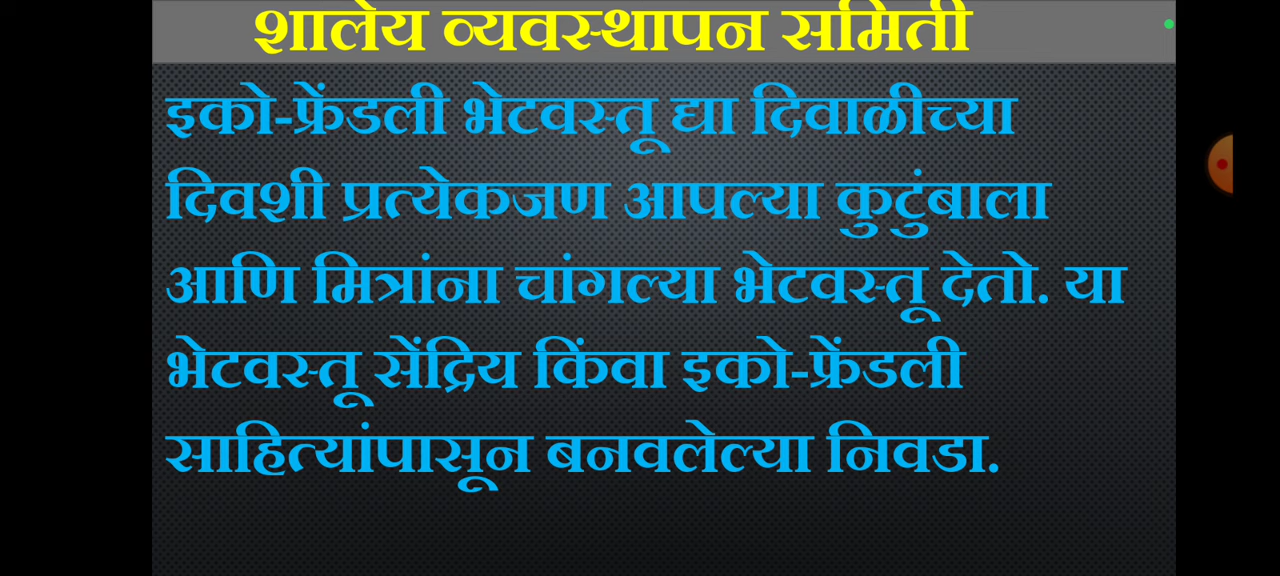 शालेय व्यवस्थापन समिती
इको-फ्रेंडली भेटवस्तू द्या दिवाळीच्या
दिवशी प्रत्येकजण आपल्या कुटुंबाला
आणि मित्रांना चांगल्या भेटवस्तू देतो. या
भेटवस्तू सेंद्रिय किंवा इको-फ्रेंडली
साहित्यांपासून बनवलेल्या निवडा.